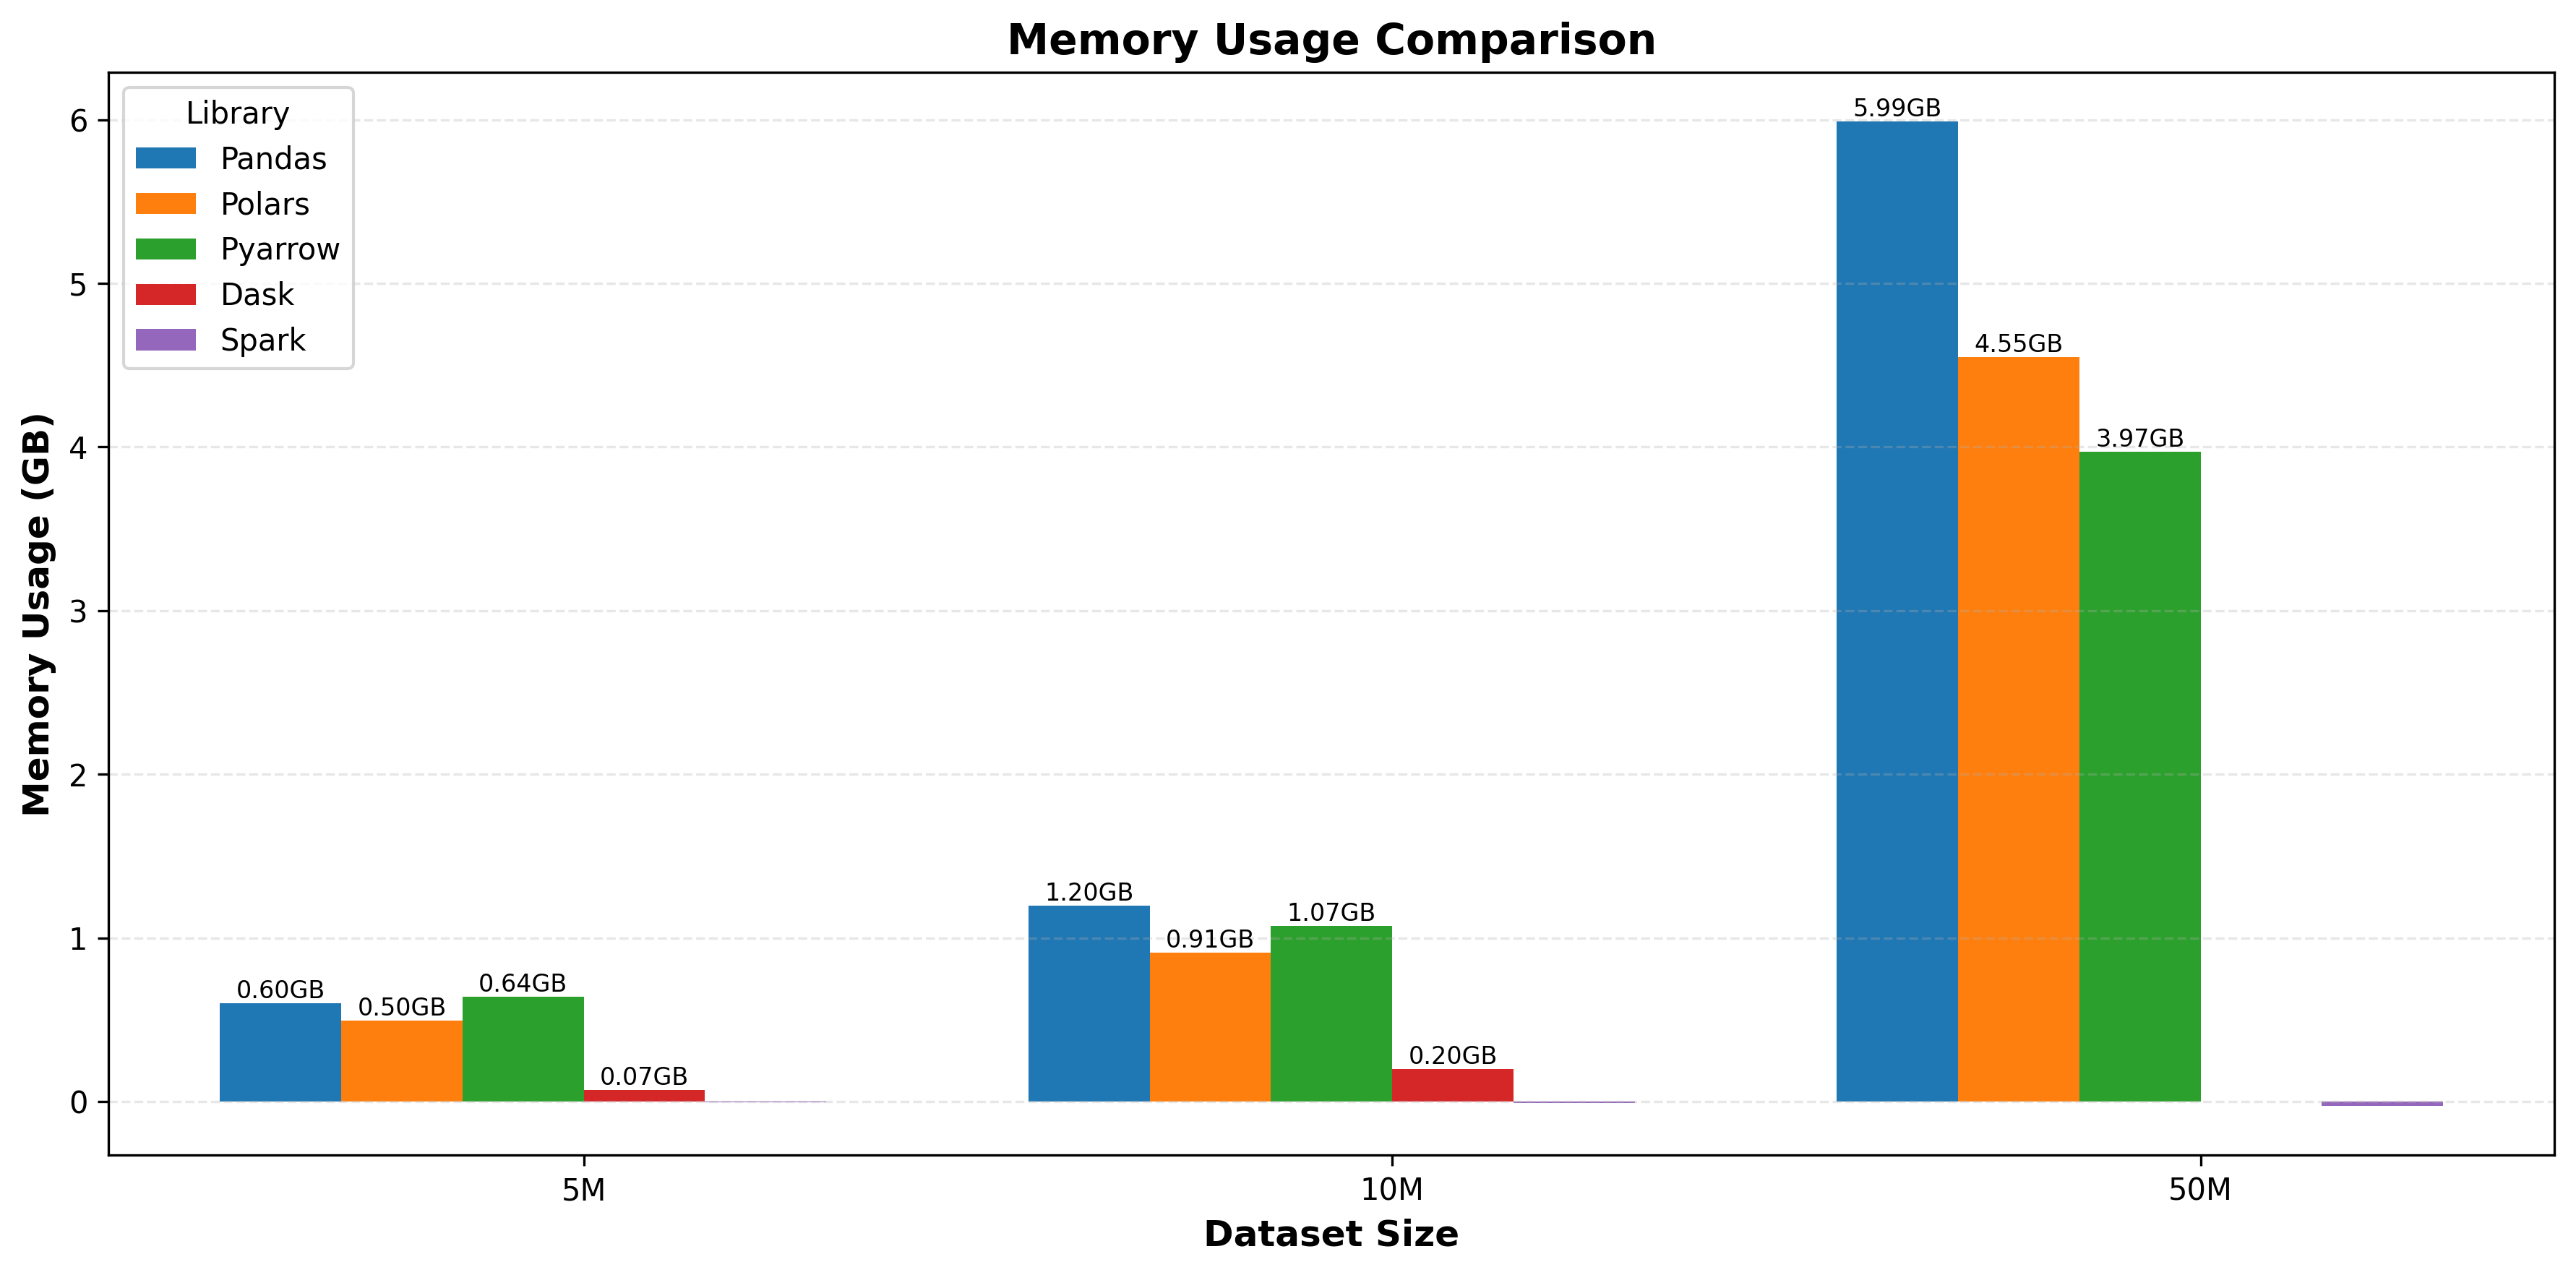 Memory Usage Comparison
Library
Pandas
Polars
Pyarrow
Dask
Spark
Memory Usage (GB)
6
5
4
3
2
1
0
0.60GB
0.50GB
0.64GB
0.07GB
1.20GB
0.91GB
1.07GB
0.20GB
5.99GB
4.55GB
3.97GB
5M
10M
50M
Dataset Size